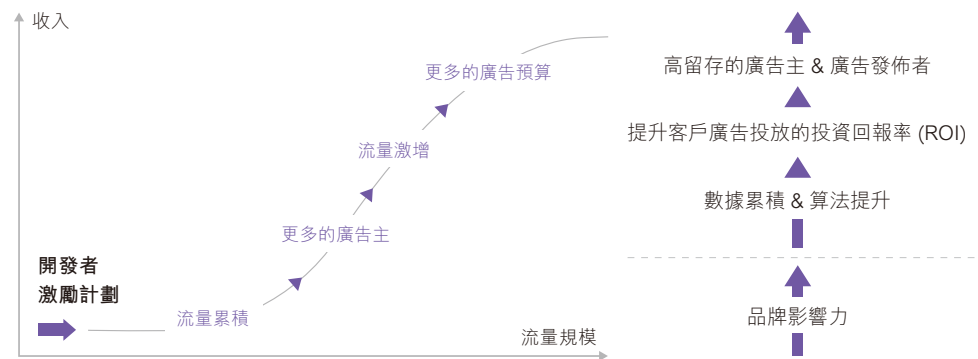 收入
更多的廣告預算
流量激增
更多的廣告主
開發者
激勵計劃
流量累積
流量規模
高留存的廣告主 & 廣告發佈者
提升客戶廣告投放的投資回報率 (ROI)
數據累積 & 算法提升
品牌影響力